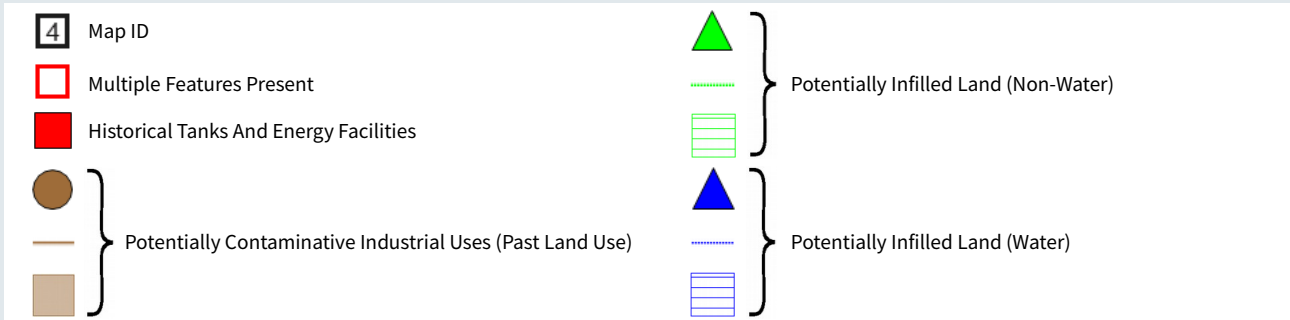 4 Map ID
Multiple Features Present
Historical Tanks And Energy Facilities
Potentially Contaminative Industrial Uses (Past Land Use)
Potentially Infilled Land (Non-Water)
Potentially Infilled Land (Water)